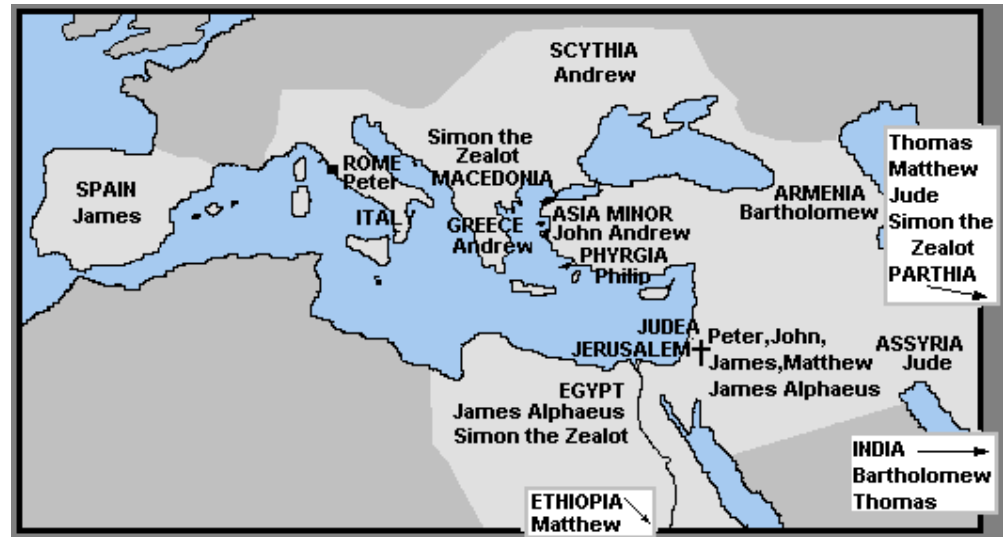 SCYTHIA
Andrew
Simon the
Zealot
MACEDONIA
ROME
Peter
ITALY
SPAIN
James
GREECE
Andrew
ASIA MINOR
John Andrew
PHYRGIA
Philip
ARMENIA
Bartholomew
Thomas
Matthew
Jude
Simon the
Zealot
PARTHIA
JUDEA
JERUSALEM
Peter,John,
James,Matthew
James Alphaeus
ASSYRIA
Jude
EGYPT
James Alphaeus
Simon the Zealot
INDIA
Bartholomew
Thomas
ETHIOPIA
Matthew